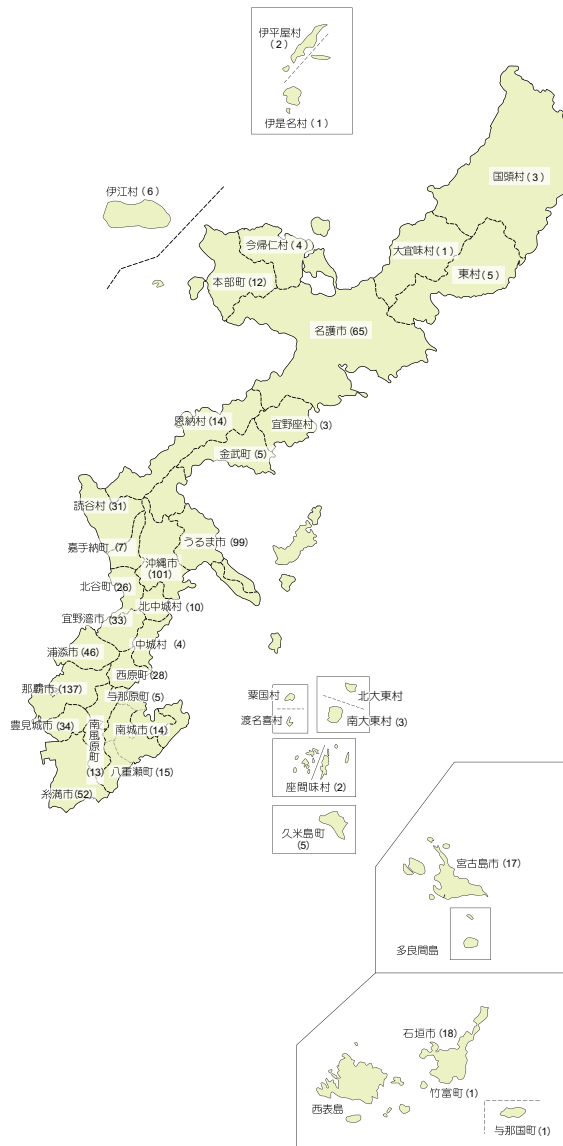 伊平屋村
(2)
伊是名村(1)
国頭村(3)
伊江村(6)
今帰仁村(4)
大宜味村(1)
東村(5)
本部町(12)
名護市(65)
恩納村(14)
宜野座村(3)
金武町(5)
読谷村(31)
うるま市(99)
嘉手納町(7)
沖縄市
(101)
北谷町(26)
北中城村(10)
宜野湾市(33)
中城村(4)
浦添市(46)
西原町(28)
那覇市(137)
与那原町(5)
粟国村
北大東村
渡名喜村
南大東村(3)
豊見城市(34)
南風原町
(13)
南城市(14)
八重瀬町(15)
糸満市(52)
座間味村(2)
久米島町
(5)
宮古島市(17)
多良間島
石垣市(18)
竹富町(1)
西表島
与那国町(1)